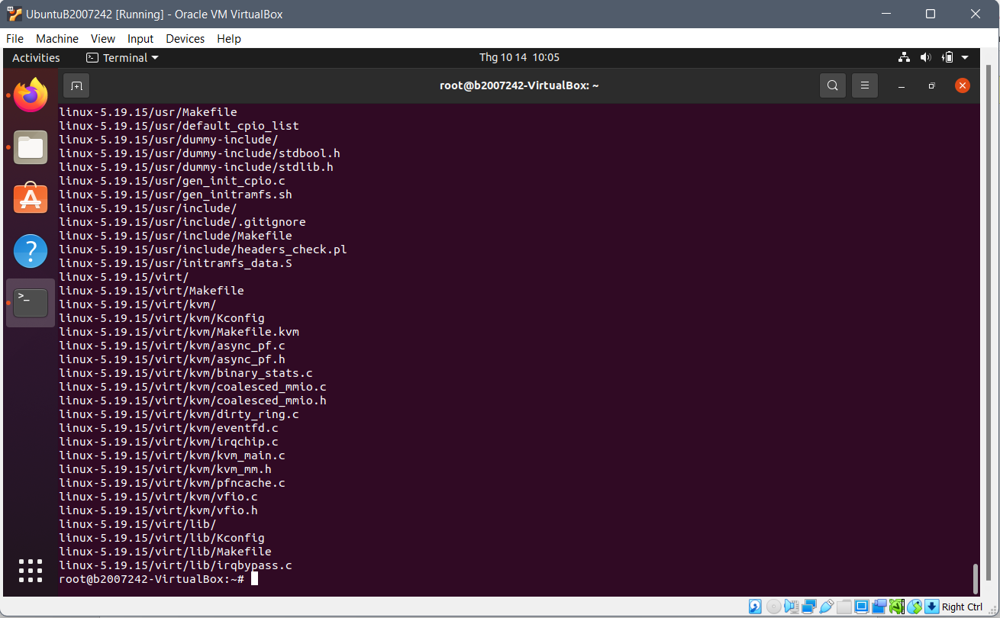 UbuntuB2007242 [Running] - Oracle VM VirtualBox
File Machine View Input Devices Help
Activities Terminal Thg 10 14 10:05
root@b2007242-VirtualBox: ~
linux-5.19.15/usr/Makefile
linux-5.19.15/usr/default_cpio_list
linux-5.19.15/usr/dummy-include/
linux-5.19.15/usr/dummy-include/stdbool.h
linux-5.19.15/usr/dummy-include/stdlib.h
linux-5.19.15/usr/gen_init_cpio.c
linux-5.19.15/usr/gen_initramfs.sh
linux-5.19.15/usr/include/
linux-5.19.15/usr/include/.gitignore
linux-5.19.15/usr/include/Makefile
linux-5.19.15/usr/include/headers_check.pl
linux-5.19.15/usr/initramfs_data.S
linux-5.19.15/virt/
linux-5.19.15/virt/Makefile
linux-5.19.15/virt/kvm/
linux-5.19.15/virt/kvm/Kconfig
linux-5.19.15/virt/kvm/Makefile.kvm
linux-5.19.15/virt/kvm/async_pf.c
linux-5.19.15/virt/kvm/async_pf.h
linux-5.19.15/virt/kvm/binary_stats.c
linux-5.19.15/virt/kvm/coalesced_mmio.c
linux-5.19.15/virt/kvm/coalesced_mmio.h
linux-5.19.15/virt/kvm/dirty_ring.c
linux-5.19.15/virt/kvm/eventfd.c
linux-5.19.15/virt/kvm/irqchip.c
linux-5.19.15/virt/kvm/kvm_main.c
linux-5.19.15/virt/kvm/kvm_mm.h
linux-5.19.15/virt/kvm/pfncache.c
linux-5.19.15/virt/kvm/vfio.c
linux-5.19.15/virt/kvm/vfio.h
linux-5.19.15/virt/lib/
linux-5.19.15/virt/lib/Kconfig
linux-5.19.15/virt/lib/Makefile
linux-5.19.15/virt/lib/irqbypass.c
root@b2007242-VirtualBox:~#
Right Ctrl